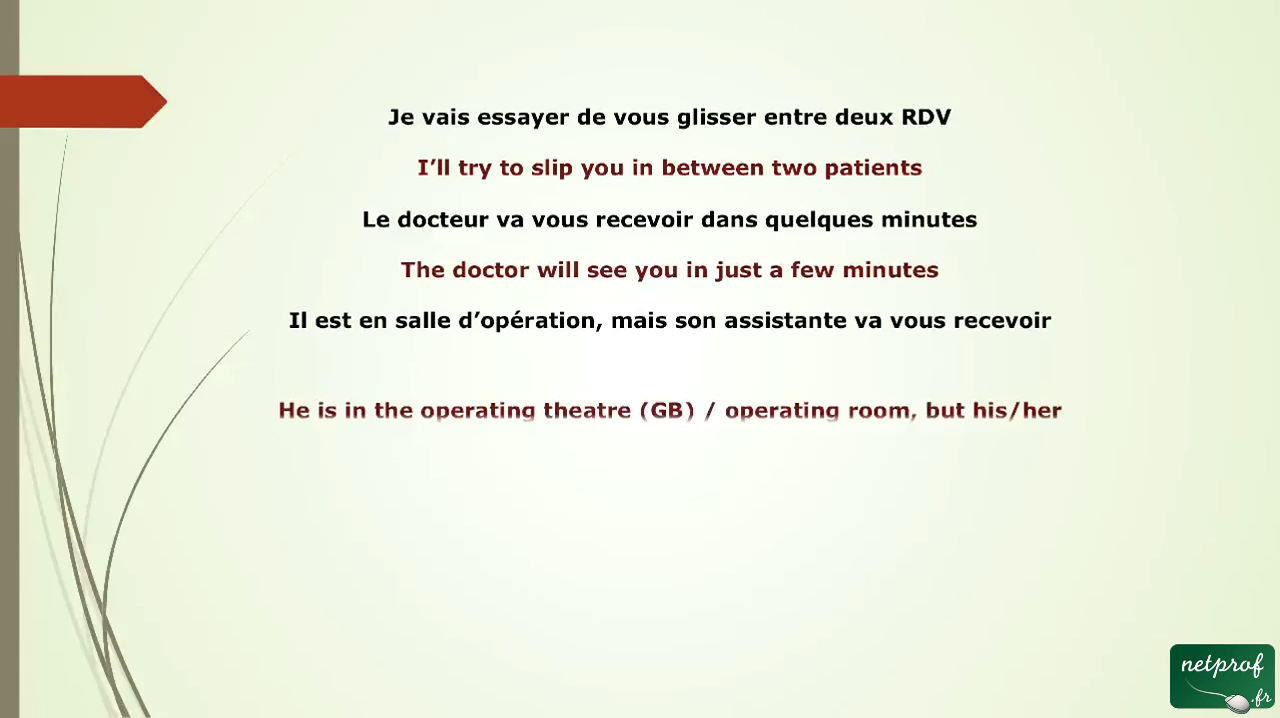 Je vais essayer de vous glisser entre deux RDV
I’ll try to slip you in between two patients
Le docteur va vous recevoir dans quelques minutes
The doctor will see you in just a few minutes
Il est en salle d’opération, mais son assistante va vous recevoir
He is in the operating theatre (GB) / operating room, but his/her
netprof
.fr